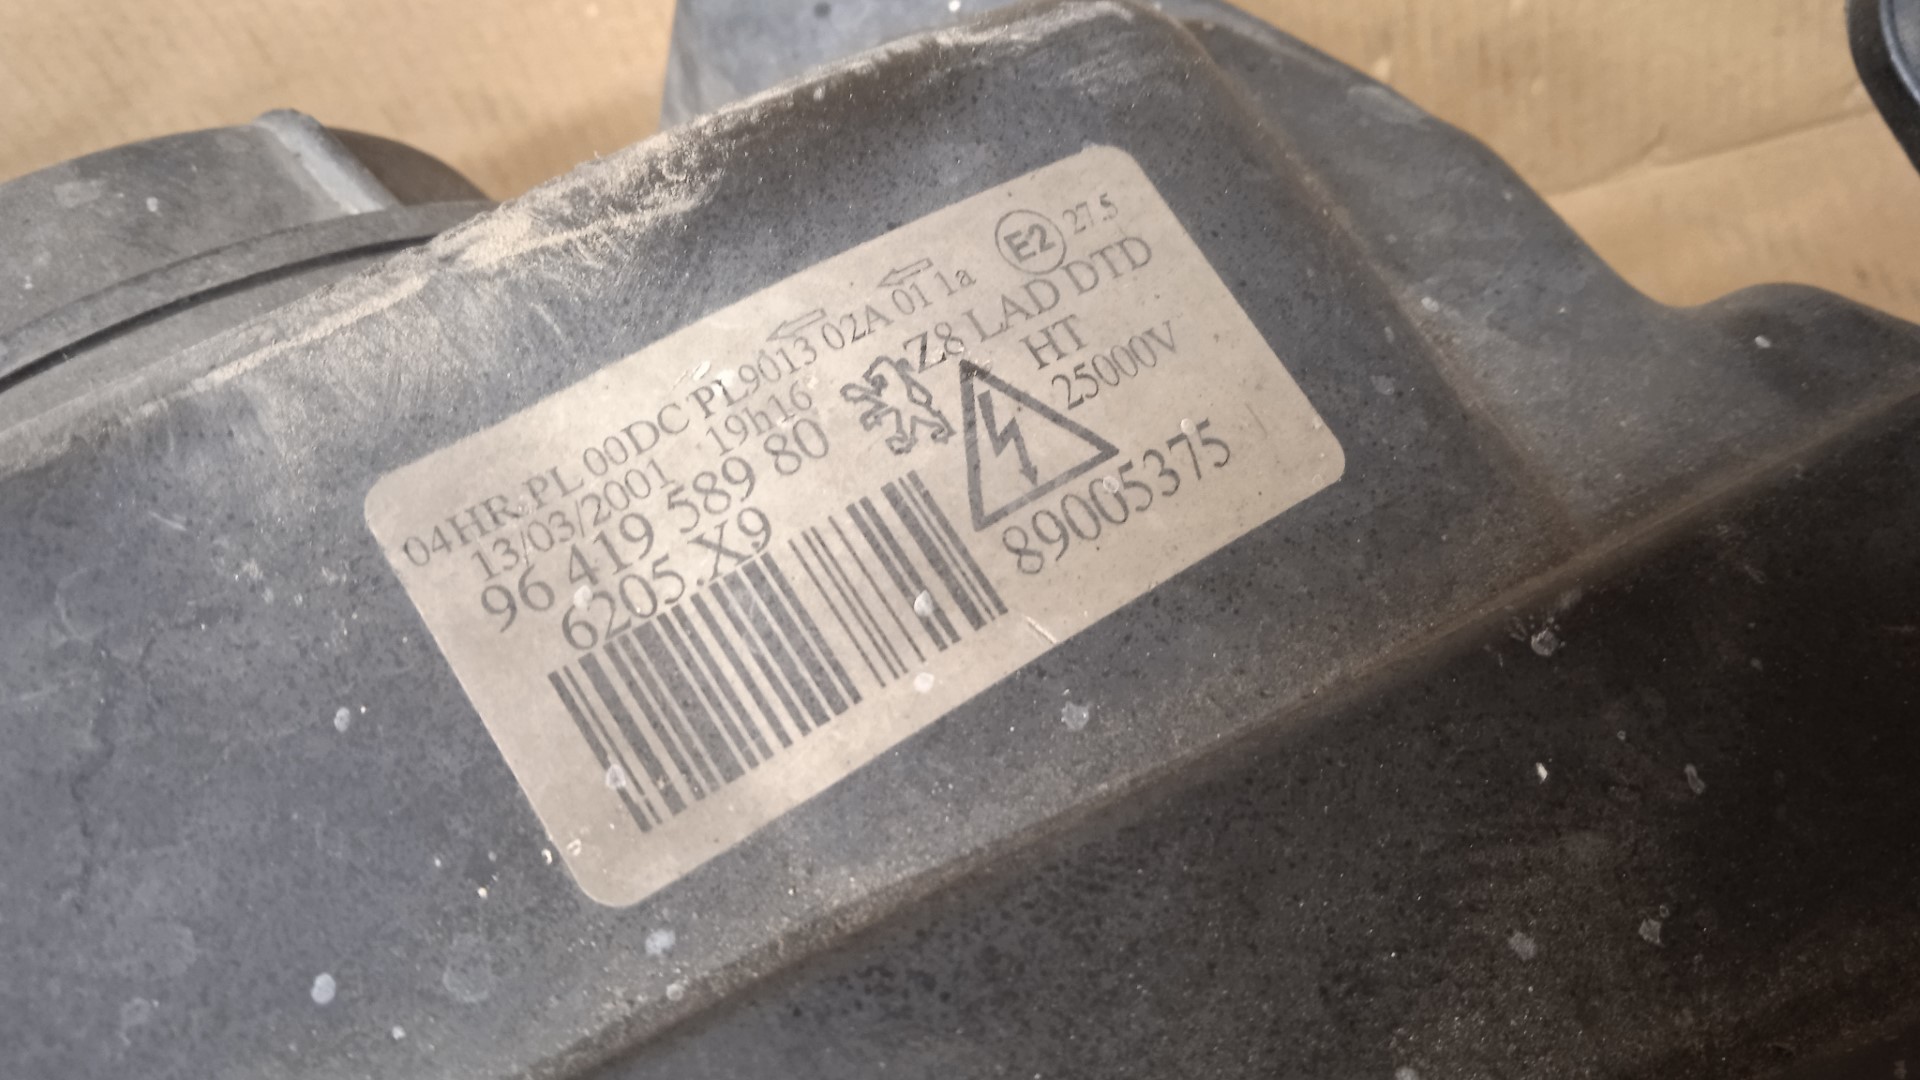 E2 27.5
04HR PL 00DC PL9013 02A 01 1a
13/03/2001 19h16 Z8 LAD DTD
96 419 589 80 HT
6205.X9 25000V
89005375